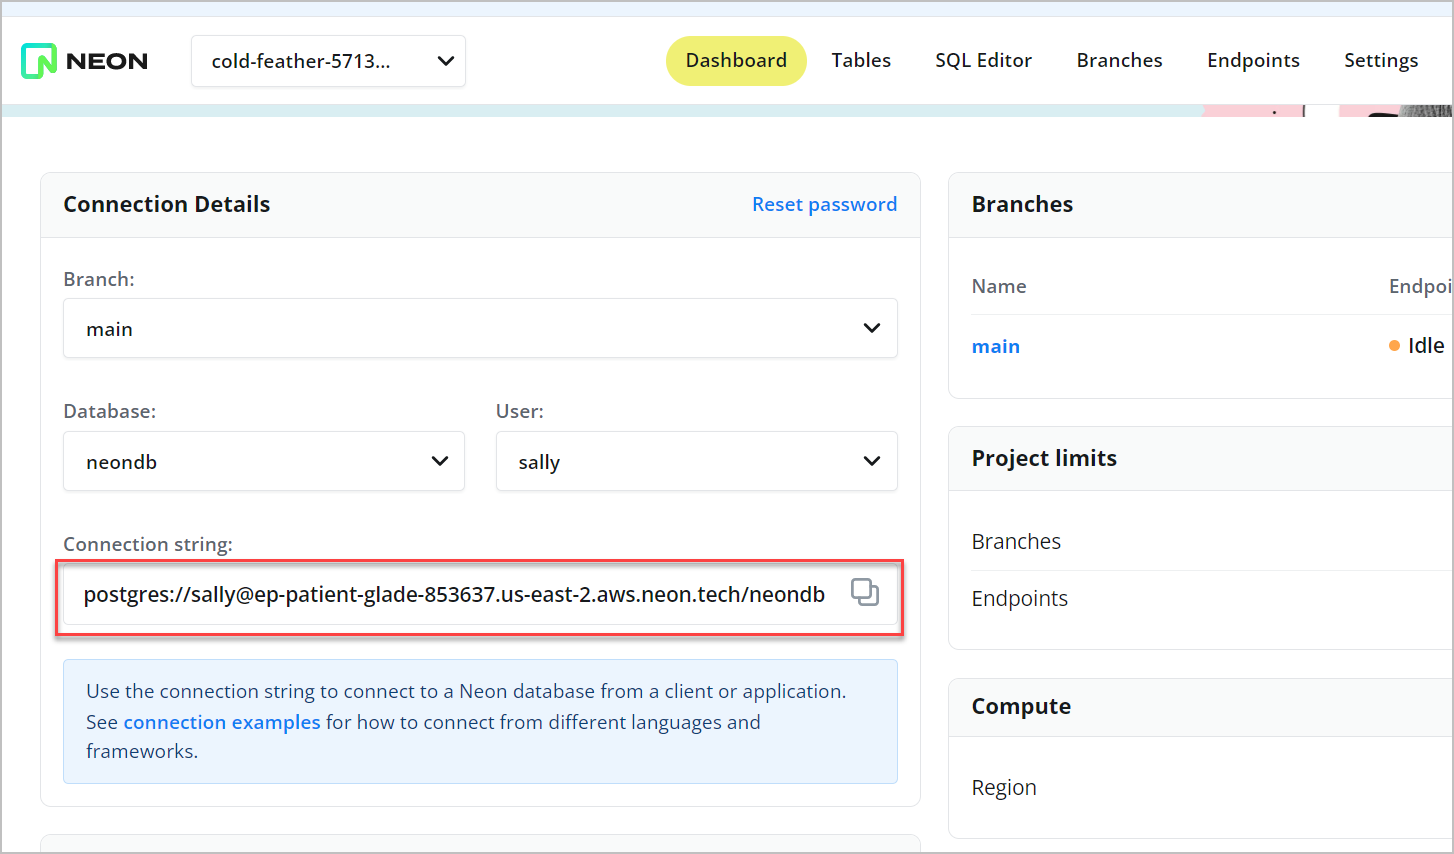 NEON
cold-feather-5713...
Dashboard
Tables
SQL Editor
Branches
Endpoints
Settings
Connection Details
Reset password
Branch:
main
Database:
User:
neondb
sally
Connection string:
postgres://sally@ep-patient-glade-853637.us-east-2.aws.neon.tech/neondb
Use the connection string to connect to a Neon database from a client or application.
See connection examples for how to connect from different languages and
frameworks.
Branches
Name
Endpoi
main
Idle
Project limits
Branches
Endpoints
Compute
Region